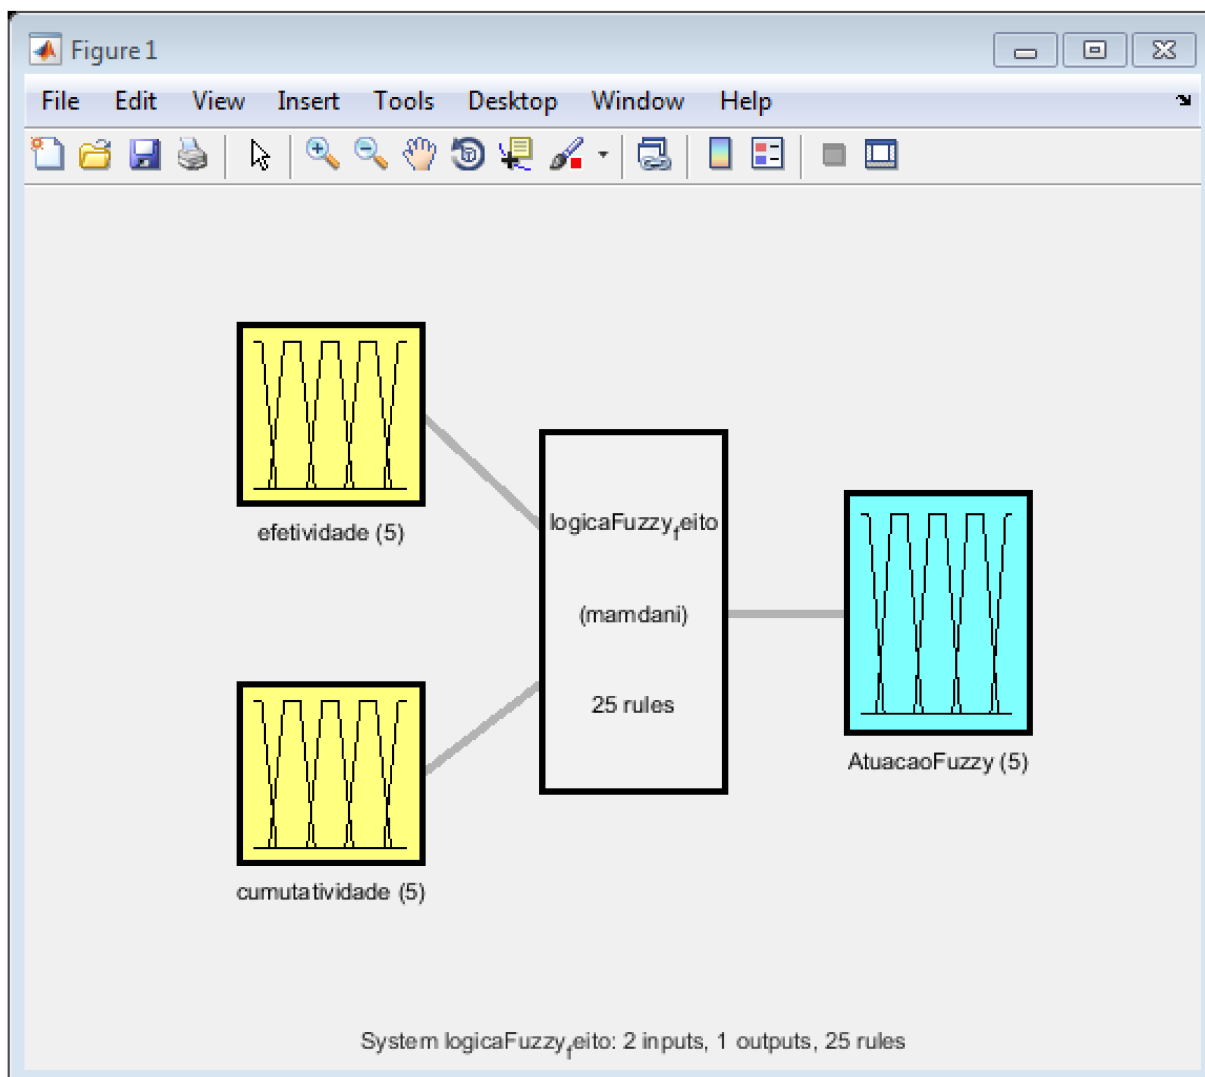 Figure 1
File Edit View Insert Tools Desktop Window Help
efetividade (5)
logicaFuzzyfeito
(mamdani)
25 rules
AtuacaoFuzzy (5)
cumutatividade (5)
System logicaFuzzyfeito: 2 inputs, 1 outputs, 25 rules